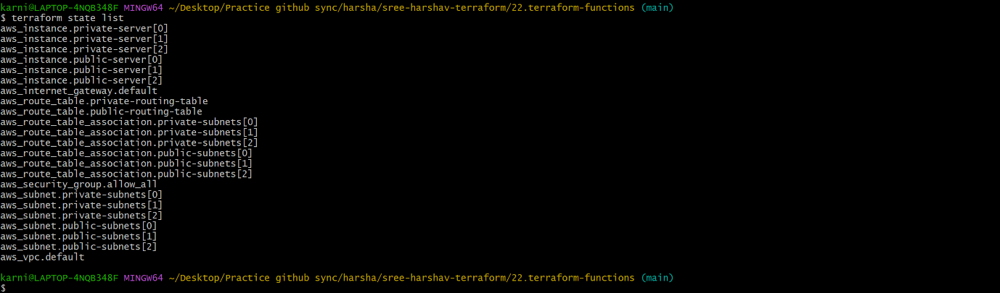 karni@LAPTOP-4NQB348F MINGW64 ~/Desktop/Practice github sync/harsha/sree-harshav-terraform/22.terraform-functions (main)
$ terraform state list
aws_instance.private-server[0]
aws_instance.private-server[1]
aws_instance.private-server[2]
aws_instance.public-server[0]
aws_instance.public-server[1]
aws_instance.public-server[2]
aws_internet_gateway.default
aws_route_table.private-routing-table
aws_route_table.public-routing-table
aws_route_table_association.private-subnets[0]
aws_route_table_association.private-subnets[1]
aws_route_table_association.private-subnets[2]
aws_route_table_association.public-subnets[0]
aws_route_table_association.public-subnets[1]
aws_route_table_association.public-subnets[2]
aws_security_group.allow_all
aws_subnet.private-subnets[0]
aws_subnet.private-subnets[1]
aws_subnet.private-subnets[2]
aws_subnet.public-subnets[0]
aws_subnet.public-subnets[1]
aws_subnet.public-subnets[2]
aws_vpc.default
karni@LAPTOP-4NQB348F MINGW64 ~/Desktop/Practice github sync/harsha/sree-harshav-terraform/22.terraform-functions (main)
$